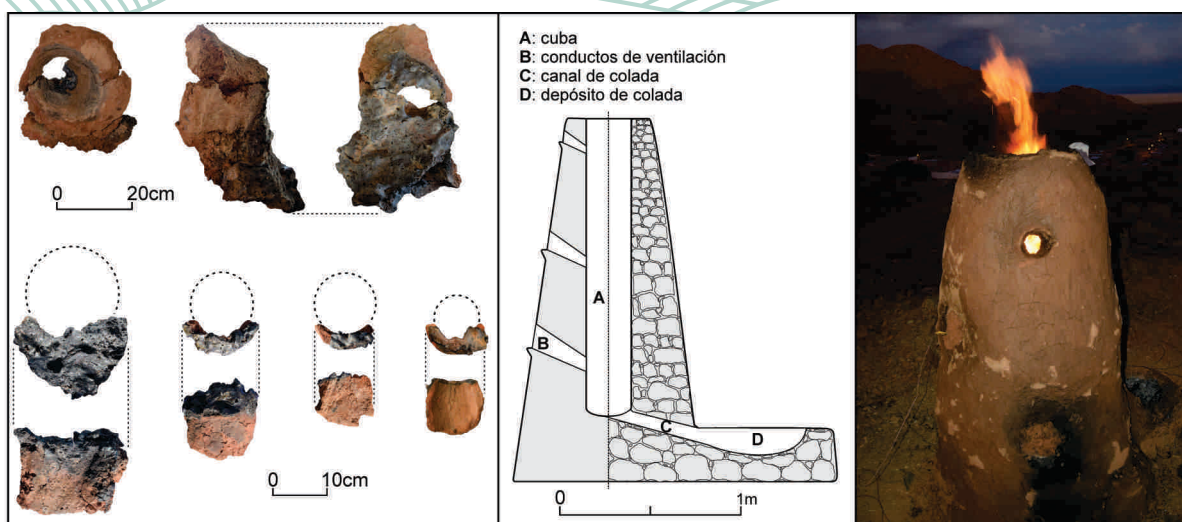 0 20cm
0 10cm
A: cuba
B: conductos de ventilación
C: canal de colada
D: depósito de colada
A
B
C
D
0 1m